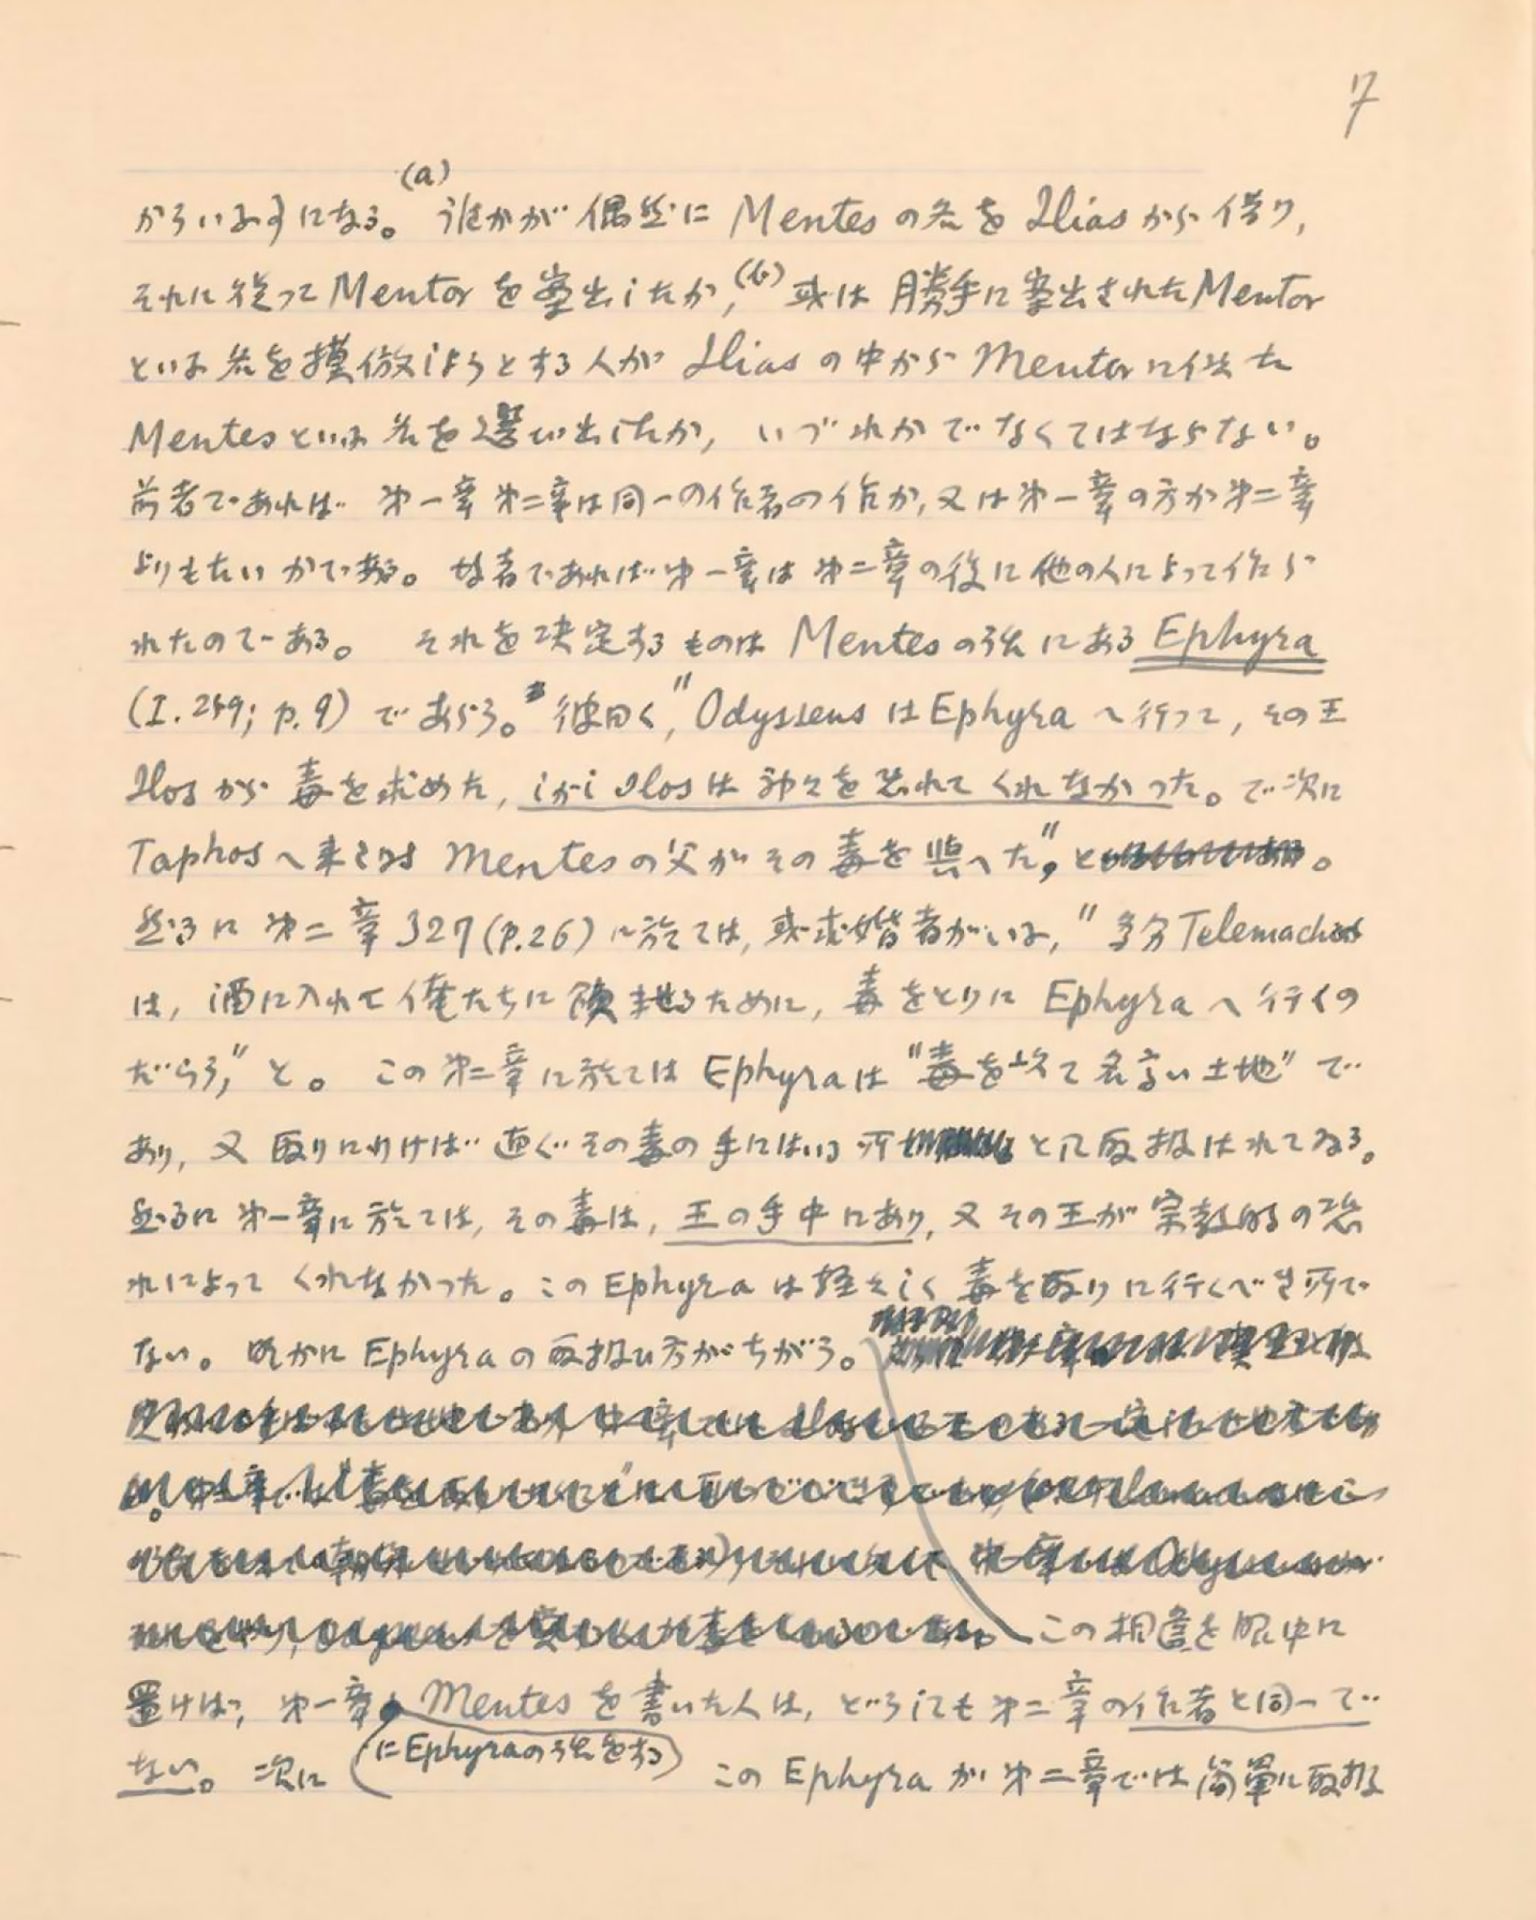 7
からいふ事になる。(a)誰かが偶然に Mentes の名を Ilias から借り,
それに従って Mentor を案出したか,(b)或は勝手に案出された Mentor
といふ名を摸倣しようとする人が Ilias の中から Mentor に似た
Mentes といふ名を選び出したか, いづれかでなくてはならない。
前者であれば 第一章第二章は同一の作者の作か, 又は第一章の方が第二章
よりもたしかである。後者であれば第一章は第二章の後に他の人によって作ら
れたのである。 それを決定するものは Mentes の話にある Ephyra
(I. 259; p. 9) であらう。彼曰く, "Odysseus は Ephyra へ行って, その王
Ilos から 毒を求めた, しかし Ilos は神々を恐れてくれなかった。で次に
Taphos へ来ると Mentes の父がその毒を與へた", と。
然るに 第二章 327 (p.26) に於ては, 或求婚者がいふ, "多分 Telemachos
は, 酒に入れて俺たちに飲ませるために, 毒をとりに Ephyra へ行くの
だらう," と。 この第二章に於ては Ephyra は "毒を以て名高い土地" で
あり, 又取りに行けば直ぐその毒の手にはいる所 と取扱はれてゐる。
然るに第一章に於ては, その毒は, 王の手中にあり, 又その王が宗教的の恐
れによってくれなかった。この Ephyra は軽々しく毒を取りに行くべき所で
ない。明かに Ephyra の取扱ひ方がちがう。
この相違を眼中に
置けば, 第一章 Mentes を書いた人は, どうしても第二章の作者と同一で
にEphyraの話をする
ない。次に この Ephyra が第二章では簡單に取扱